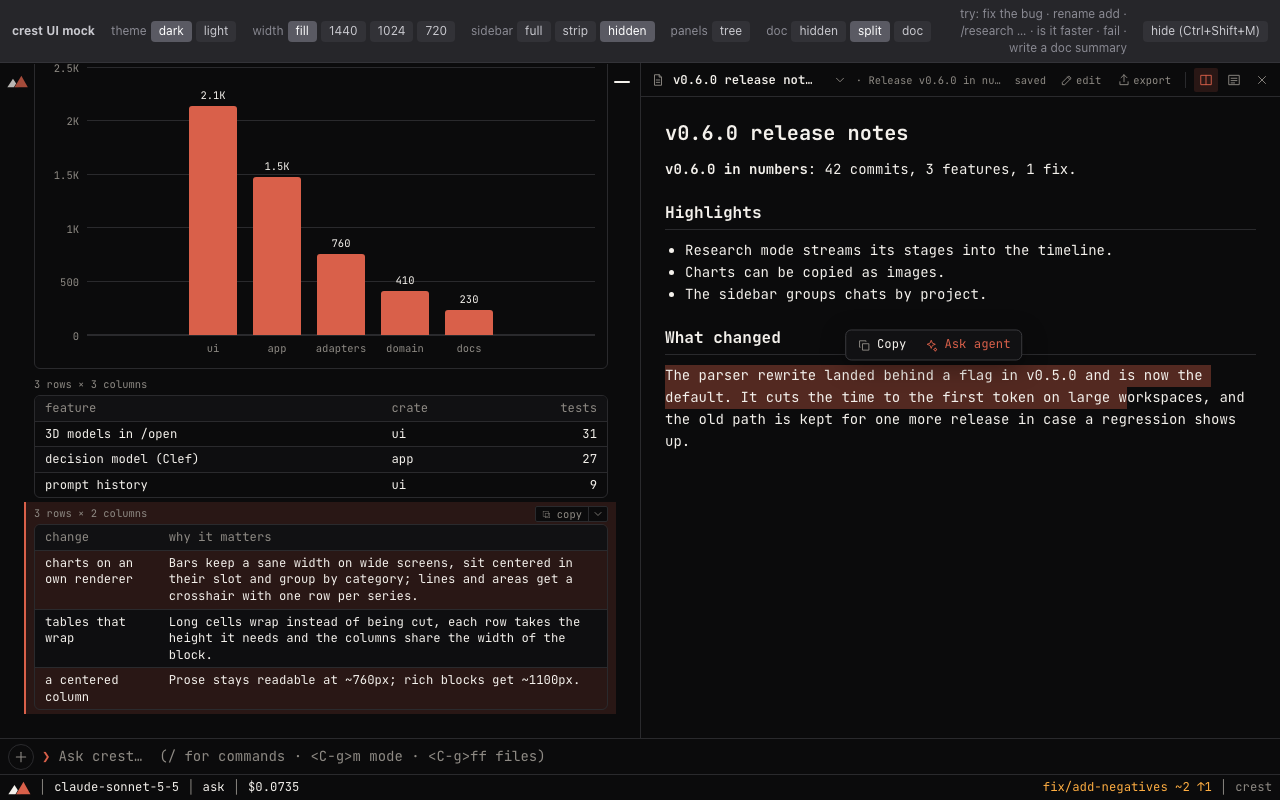 crest UI mock theme dark light width fill 1440 1024 720 sidebar full strip hidden panels tree doc hidden split doc
try: fix the bug · rename add ·
/research … · is it faster · fail ·
write a doc summary
hide (Ctrl+Shift+M)
2.5K
2K
1.5K
1K
500
0
2.1K
1.5K
760
410
230
ui app adapters domain docs
3 rows × 3 columns
feature crate tests
3D models in /open ui 31
decision model (Clef) app 27
prompt history ui 9
3 rows × 2 columns copy
change why it matters
charts on an own renderer
Bars keep a sane width on wide screens, sit centered in
their slot and group by category; lines and areas get a
crosshair with one row per series.
tables that wrap
Long cells wrap instead of being cut, each row takes the
height it needs and the columns share the width of the
block.
a centered column
Prose stays readable at ~760px; rich blocks get ~1100px.
v0.6.0 release not… · Release v0.6.0 in nu… saved edit export
v0.6.0 release notes
v0.6.0 in numbers: 42 commits, 3 features, 1 fix.
Highlights
• Research mode streams its stages into the timeline.
• Charts can be copied as images.
• The sidebar groups chats by project.
What changed
Copy Ask agent
The parser rewrite landed behind a flag in v0.5.0 and is now the
default. It cuts the time to the first token on large workspaces, and
the old path is kept for one more release in case a regression shows
up.
❯ Ask crest… (/ for commands · <C-g>m mode · <C-g>ff files)
claude-sonnet-5-5 │ ask │ $0.0735
fix/add-negatives ~2 ↑1 │ crest